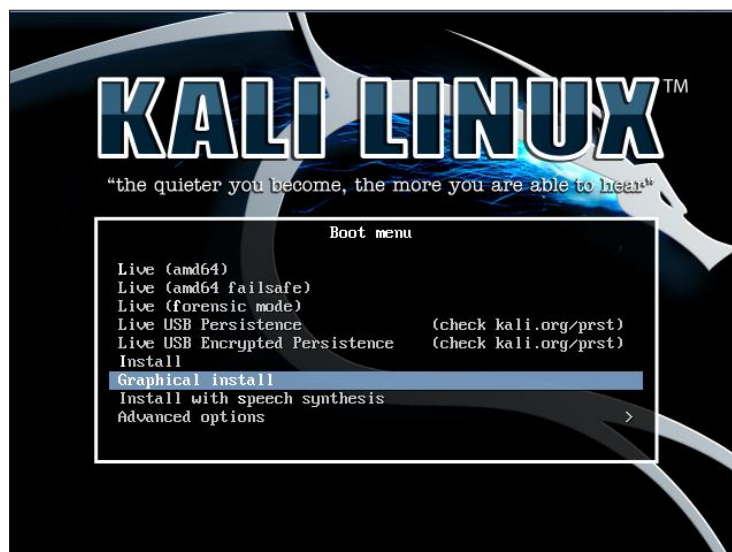 KALI LINUX™
“the quieter you become, the more you are able to hear”
Boot menu
Live (amd64)
Live (amd64 failsafe)
Live (forensic mode)
Live USB Persistence (check kali.org/prst)
Live USB Encrypted Persistence (check kali.org/prst)
Install
Graphical install
Install with speech synthesis
Advanced options >